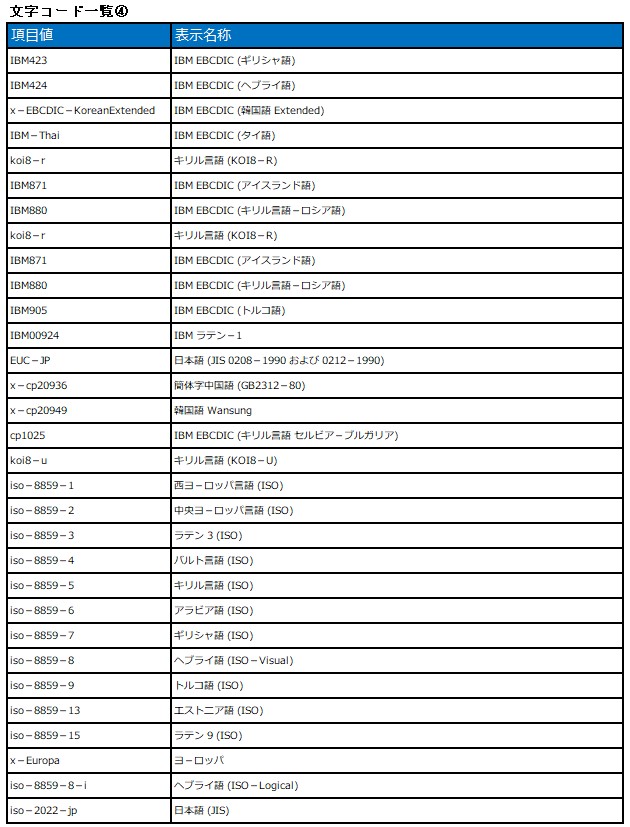 文字コード一覧④
項目値 表示名称
IBM423 IBM EBCDIC (ギリシャ語)
IBM424 IBM EBCDIC (ヘブライ語)
x－EBCDIC－KoreanExtended IBM EBCDIC (韓国語 Extended)
IBM－Thai IBM EBCDIC (タイ語)
koi8－r キリル言語 (KOI8－R)
IBM871 IBM EBCDIC (アイスランド語)
IBM880 IBM EBCDIC (キリル言語－ロシア語)
koi8－r キリル言語 (KOI8－R)
IBM871 IBM EBCDIC (アイスランド語)
IBM880 IBM EBCDIC (キリル言語－ロシア語)
IBM905 IBM EBCDIC (トルコ語)
IBM00924 IBM ラテン－1
EUC－JP 日本語 (JIS 0208－1990 および 0212－1990)
x－cp20936 簡体字中国語 (GB2312－80)
x－cp20949 韓国語 Wansung
cp1025 IBM EBCDIC (キリル言語 セルビア－ブルガリア)
koi8－u キリル言語 (KOI8－U)
iso－8859－1 西ヨ－ロッパ言語 (ISO)
iso－8859－2 中央ヨ－ロッパ言語 (ISO)
iso－8859－3 ラテン 3 (ISO)
iso－8859－4 バルト言語 (ISO)
iso－8859－5 キリル言語 (ISO)
iso－8859－6 アラビア語 (ISO)
iso－8859－7 ギリシャ語 (ISO)
iso－8859－8 ヘブライ語 (ISO－Visual)
iso－8859－9 トルコ語 (ISO)
iso－8859－13 エストニア語 (ISO)
iso－8859－15 ラテン 9 (ISO)
x－Europa ヨ－ロッパ
iso－8859－8－i ヘブライ語 (ISO－Logical)
iso－2022－jp 日本語 (JIS)